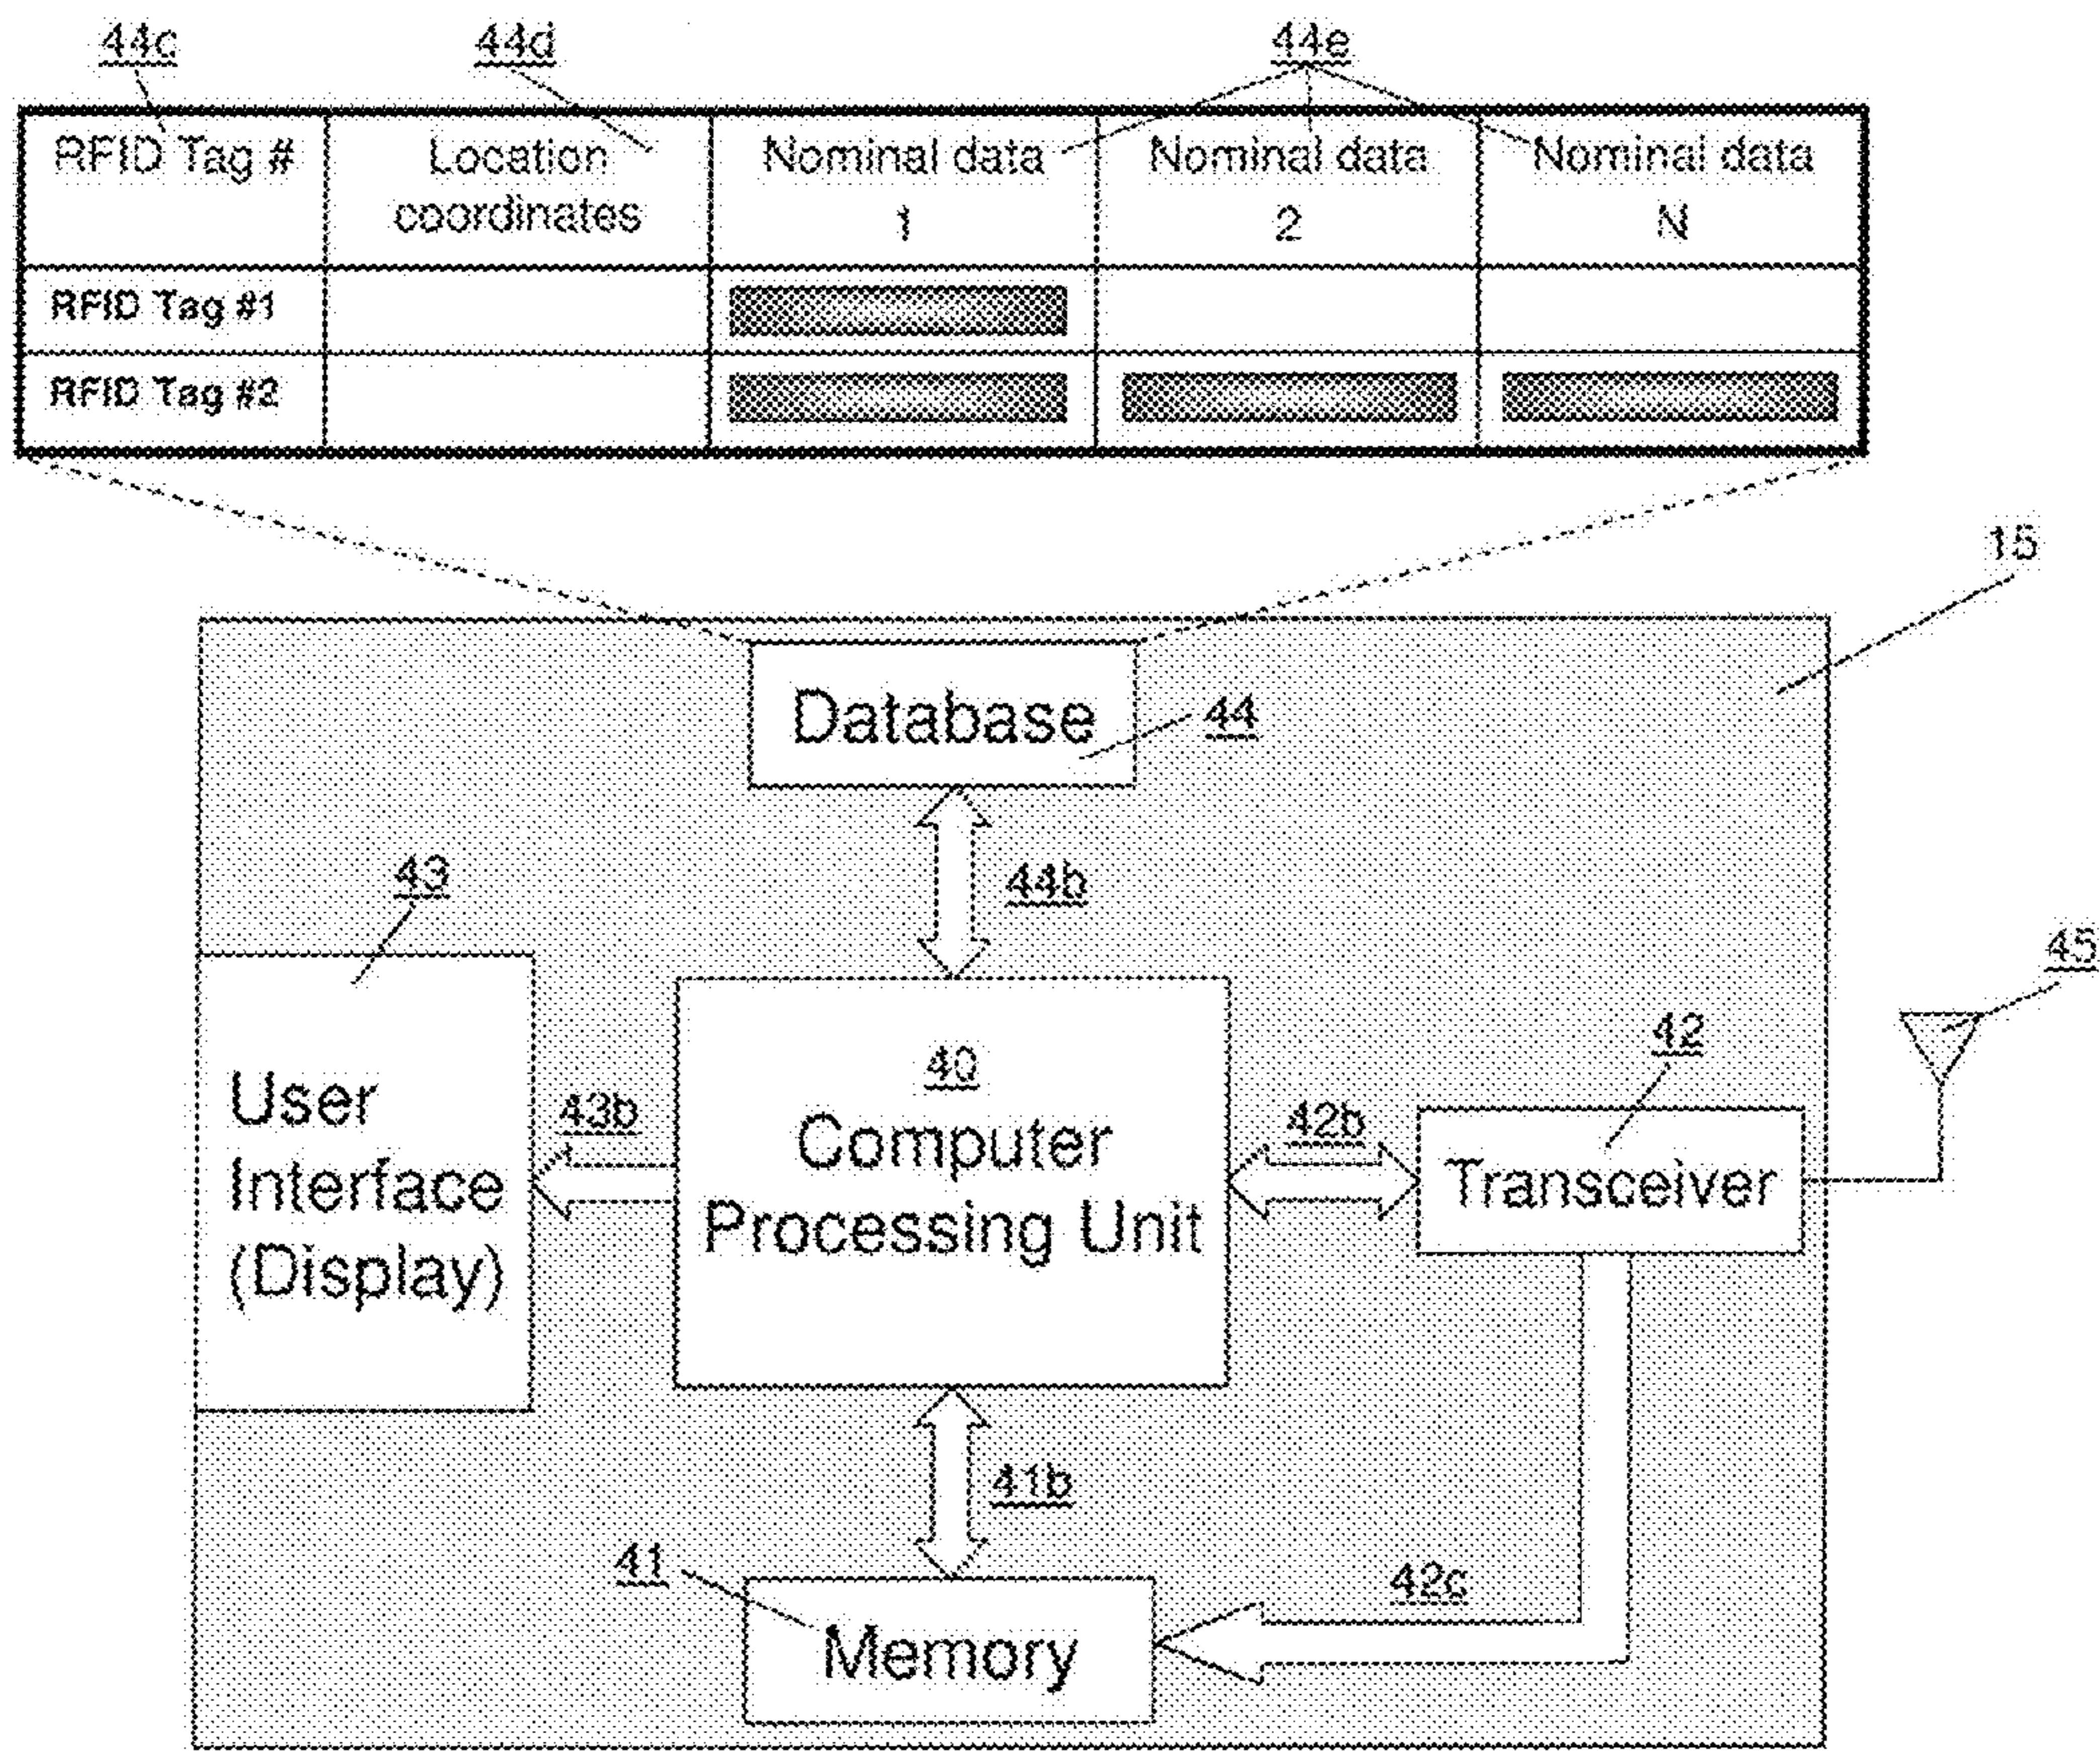 44c 44d 44e
RFID Tag # Location coordinates Nominal data 1 Nominal data 2 Nominal data N
RFID Tag #1
RFID Tag #2
15
Database 44
44b
43
45
42
40
User
Interface
(Display)
43b
Computer
Processing Unit
42b
Transceiver
41b
41
42c
Memory